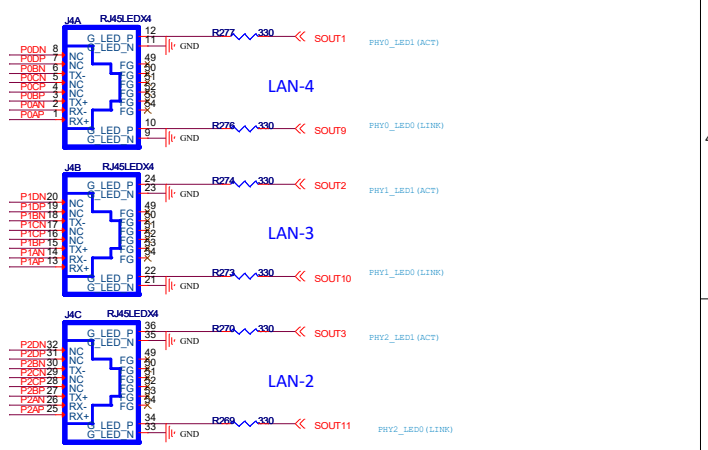 J4A RJ45LEDX4
G_LED_P 12 R277 330 SOUT1 PHY0_LED1(ACT)
G_LED_N 11 GND
P0DN 8 NC
P0DP 7 NC FG 49
P0BN 6 TX- FG 50
P0CN 5 NC FG 51
P0CP 4 NC FG 52
P0BP 3 TX+ FG 53
P0AN 2 RX- FG 54
P0AP 1 RX+
LAN-4
G_LED_P 10 R276 330 SOUT9 PHY0_LED0(LINK)
G_LED_N 9 GND
4
J4B RJ45LEDX4
G_LED_P 24 R274 330 SOUT2 PHY1_LED1(ACT)
G_LED_N 23 GND
P1DN 20 NC
P1DP 19 NC FG 49
P1BN 18 TX- FG 50
P1CN 17 NC FG 51
P1CP 16 NC FG 52
P1BP 15 TX+ FG 53
P1AN 14 RX- FG 54
P1AP 13 RX+
LAN-3
G_LED_P 22 R273 330 SOUT10 PHY1_LED0(LINK)
G_LED_N 21 GND
J4C RJ45LEDX4
G_LED_P 36 R270 330 SOUT3 PHY2_LED1(ACT)
G_LED_N 35 GND
P2DN 32 NC
P2DP 31 NC FG 49
P2BN 30 TX- FG 50
P2CN 29 NC FG 51
P2CP 28 NC FG 52
P2BP 27 TX+ FG 53
P2AN 26 RX- FG 54
P2AP 25 RX+
LAN-2
G_LED_P 34 R269 330 SOUT11 PHY2_LED0(LINK)
G_LED_N 33 GND